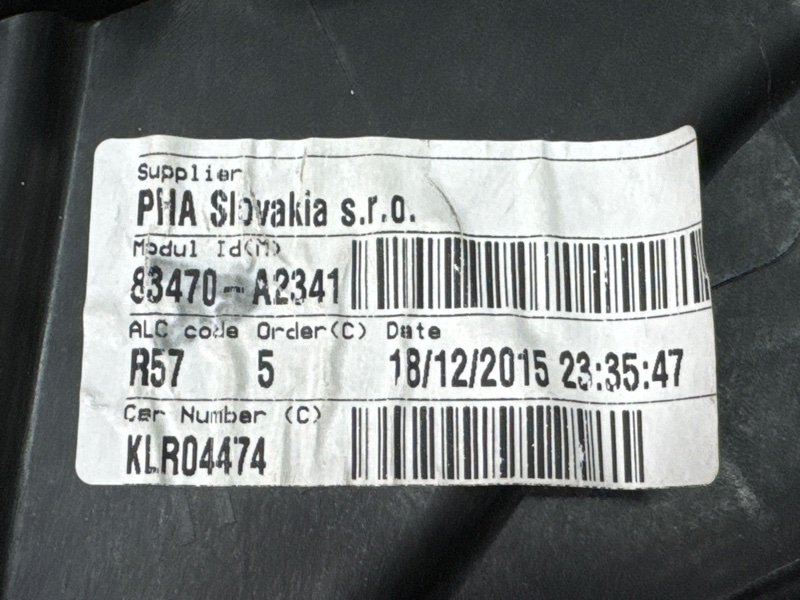 Supplier
PHA Slovakia s.r.o.
Modul Id(M)
83470-A2341
ALC code Order(C) Date
R57 5 18/12/2015 23:35:47
Car Number (C)
KLR04474